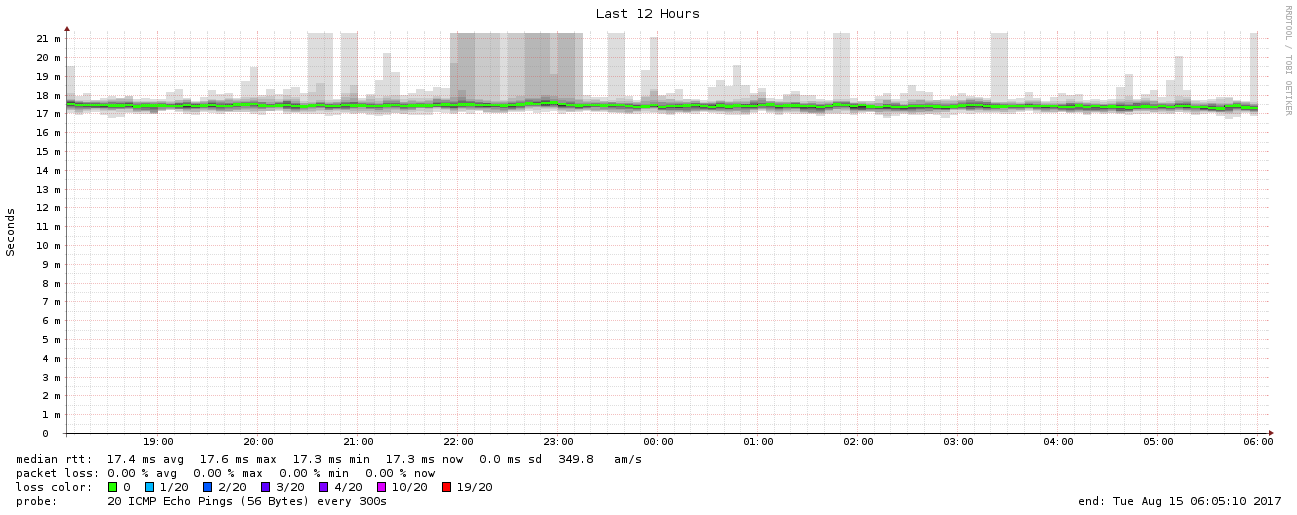 Last 12 Hours
RRDTOOL / TOBI OETIKER
Seconds
21 m
20 m
19 m
18 m
17 m
16 m
15 m
14 m
13 m
12 m
11 m
10 m
9 m
8 m
7 m
6 m
5 m
4 m
3 m
2 m
1 m
0
19:00 20:00 21:00 22:00 23:00 00:00 01:00 02:00 03:00 04:00 05:00 06:00
median rtt: 17.4 ms avg 17.6 ms max 17.3 ms min 17.3 ms now 0.0 ms sd 349.8 am/s
packet loss: 0.00 % avg 0.00 % max 0.00 % min 0.00 % now
loss color: 0 1/20 2/20 3/20 4/20 10/20 19/20
probe: 20 ICMP Echo Pings (56 Bytes) every 300s end: Tue Aug 15 06:05:10 2017